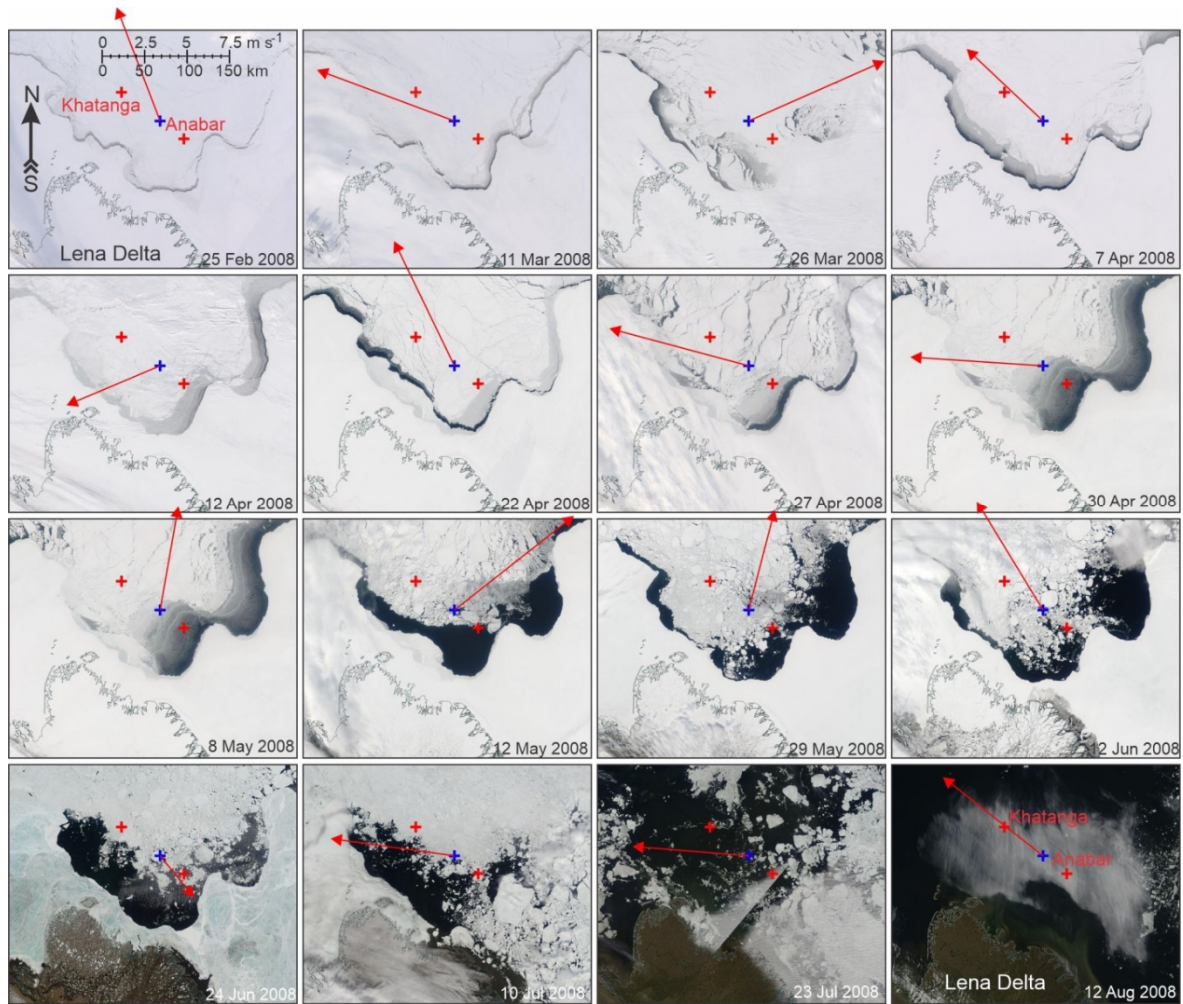 0 2.5 5 7.5 m s⁻¹
0 50 100 150 km
Khatanga
N
Anabar
S
Lena Delta
25 Feb 2008
11 Mar 2008
26 Mar 2008
7 Apr 2008
12 Apr 2008
22 Apr 2008
27 Apr 2008
30 Apr 2008
8 May 2008
12 May 2008
29 May 2008
12 Jun 2008
24 Jun 2008
10 Jul 2008
23 Jul 2008
Khatanga
Anabar
Lena Delta
12 Aug 2008